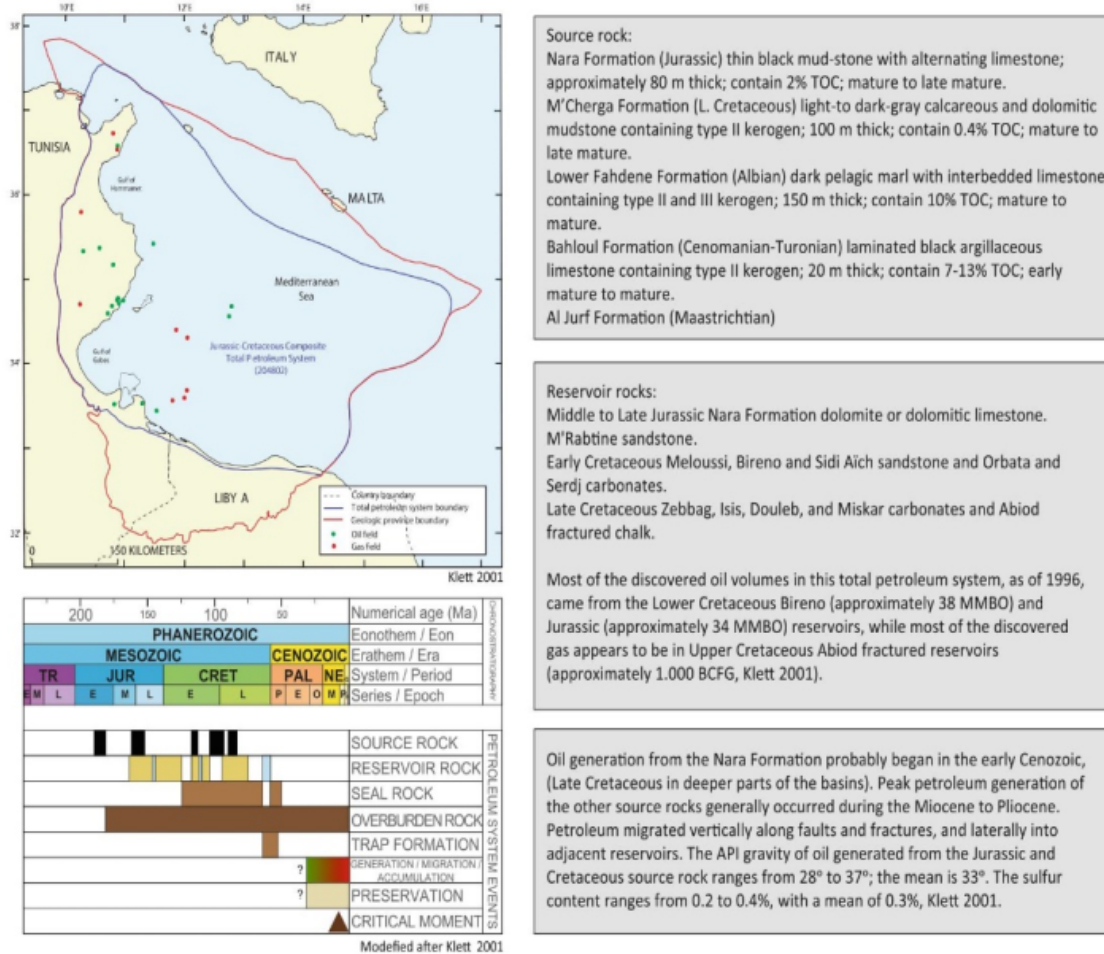 10°E
12°E
14°E
16°E
38°
ITALY
TUNISIA
Gulf of
Hammamet
36°
MALTA
Mediterranean
Sea
Jurassic-Cretaceous Composite
Total Petroleum System
(204802)
Gulf of
Gabes
34°
LIBYA
Country boundary
Total petroleum system boundary
Geologic province boundary
Oil field
Gas field
32°
0 150 KILOMETERS
Klett 2001
200 150 100 50 Numerical age (Ma)
PHANEROZOIC Eonothem / Eon
MESOZOIC CENOZOIC Erathem / Era
TR JUR CRET PAL NE. System / Period
E M L E M L E L P E O M P Series / Epoch
CHRONOSTRATIGRAPHY
SOURCE ROCK
RESERVOIR ROCK
SEAL ROCK
OVERBURDEN ROCK
TRAP FORMATION
? GENERATION / MIGRATION /
ACCUMULATION
? PRESERVATION
CRITICAL MOMENT
PETROLEUM SYSTEM EVENTS
Modefied after Klett 2001
Source rock:
Nara Formation (Jurassic) thin black mud-stone with alternating limestone;
approximately 80 m thick; contain 2% TOC; mature to late mature.
M'Cherga Formation (L. Cretaceous) light-to dark-gray calcareous and dolomitic
mudstone containing type II kerogen; 100 m thick; contain 0.4% TOC; mature to
late mature.
Lower Fahdene Formation (Albian) dark pelagic marl with interbedded limestone
containing type II and III kerogen; 150 m thick; contain 10% TOC; mature to
mature.
Bahloul Formation (Cenomanian-Turonian) laminated black argillaceous
limestone containing type II kerogen; 20 m thick; contain 7-13% TOC; early
mature to mature.
Al Jurf Formation (Maastrichtian)
Reservoir rocks:
Middle to Late Jurassic Nara Formation dolomite or dolomitic limestone.
M'Rabtine sandstone.
Early Cretaceous Meloussi, Bireno and Sidi Aïch sandstone and Orbata and
Serdj carbonates.
Late Cretaceous Zebbag, Isis, Douleb, and Miskar carbonates and Abiod
fractured chalk.
Most of the discovered oil volumes in this total petroleum system, as of 1996,
came from the Lower Cretaceous Bireno (approximately 38 MMBO) and
Jurassic (approximately 34 MMBO) reservoirs, while most of the discovered
gas appears to be in Upper Cretaceous Abiod fractured reservoirs
(approximately 1.000 BCFG, Klett 2001).
Oil generation from the Nara Formation probably began in the early Cenozoic,
(Late Cretaceous in deeper parts of the basins). Peak petroleum generation of
the other source rocks generally occurred during the Miocene to Pliocene.
Petroleum migrated vertically along faults and fractures, and laterally into
adjacent reservoirs. The API gravity of oil generated from the Jurassic and
Cretaceous source rock ranges from 28° to 37°; the mean is 33°. The sulfur
content ranges from 0.2 to 0.4%, with a mean of 0.3%, Klett 2001.